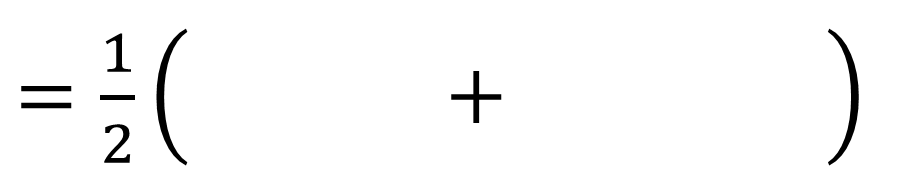 = 1/2 ( + )